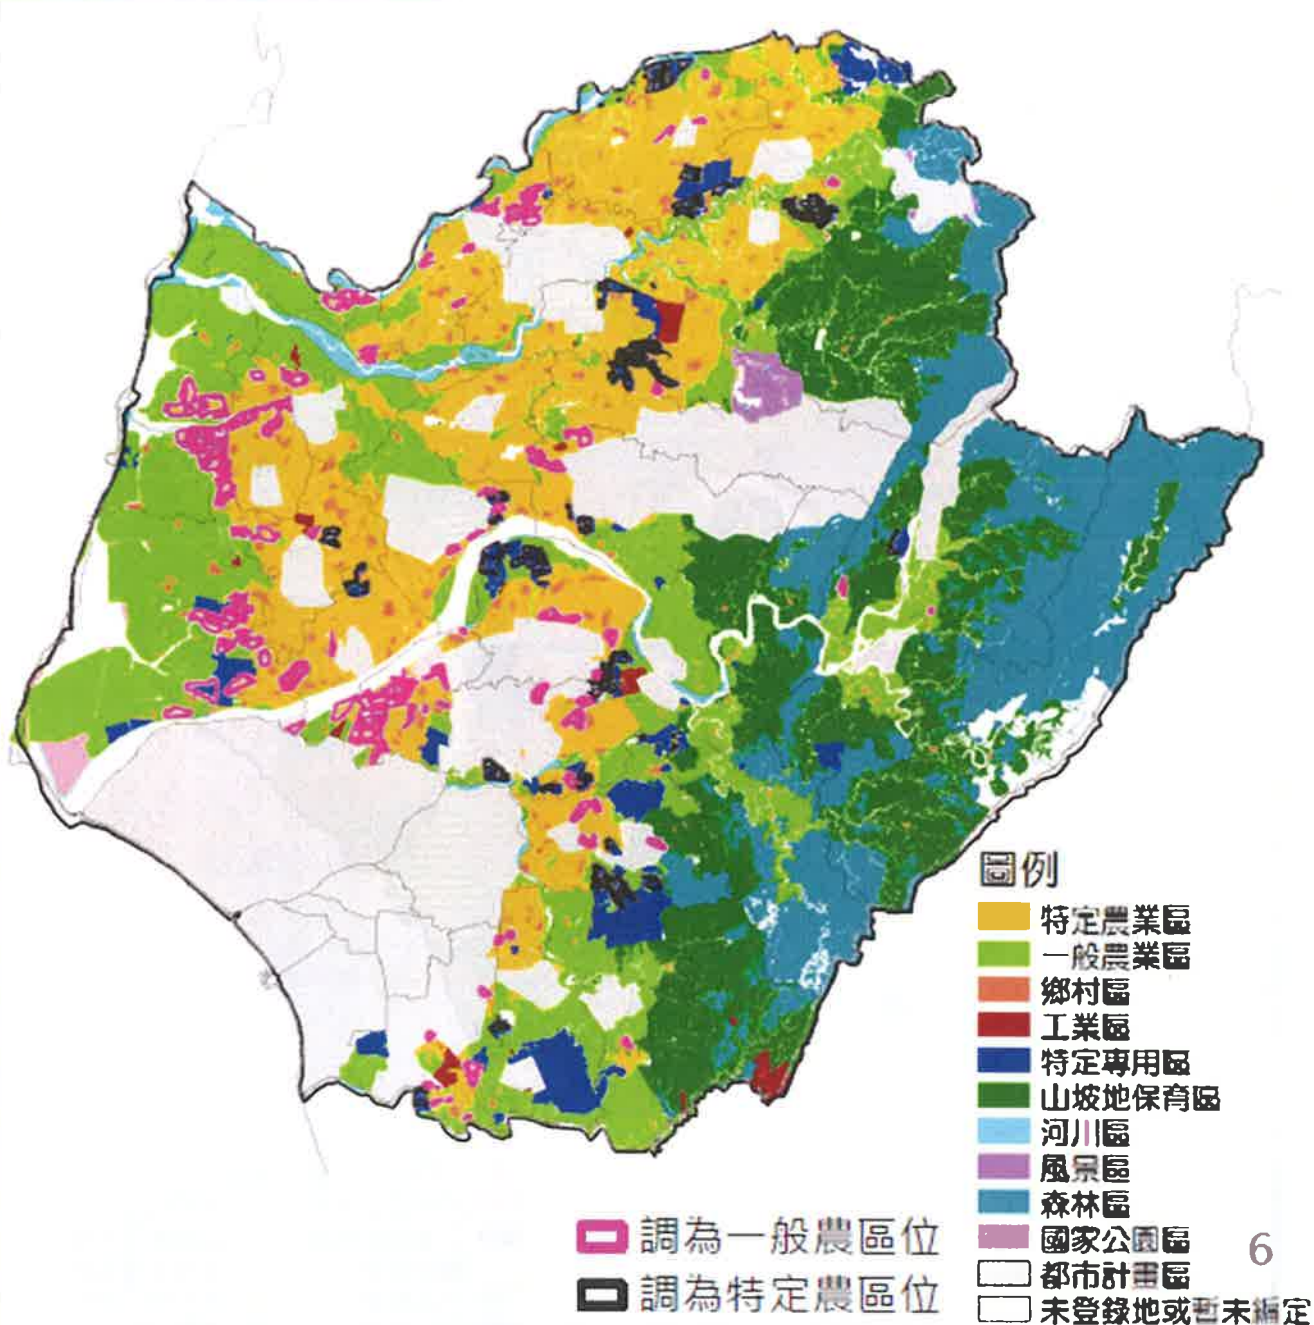 圖例
特定農業區
一般農業區
鄉村區
工業區
特定專用區
山坡地保育區
河川區
風景區
森林區
國家公園區
都市計畫區
未登錄地或暫未編定
調為一般農區位
調為特定農區位
6